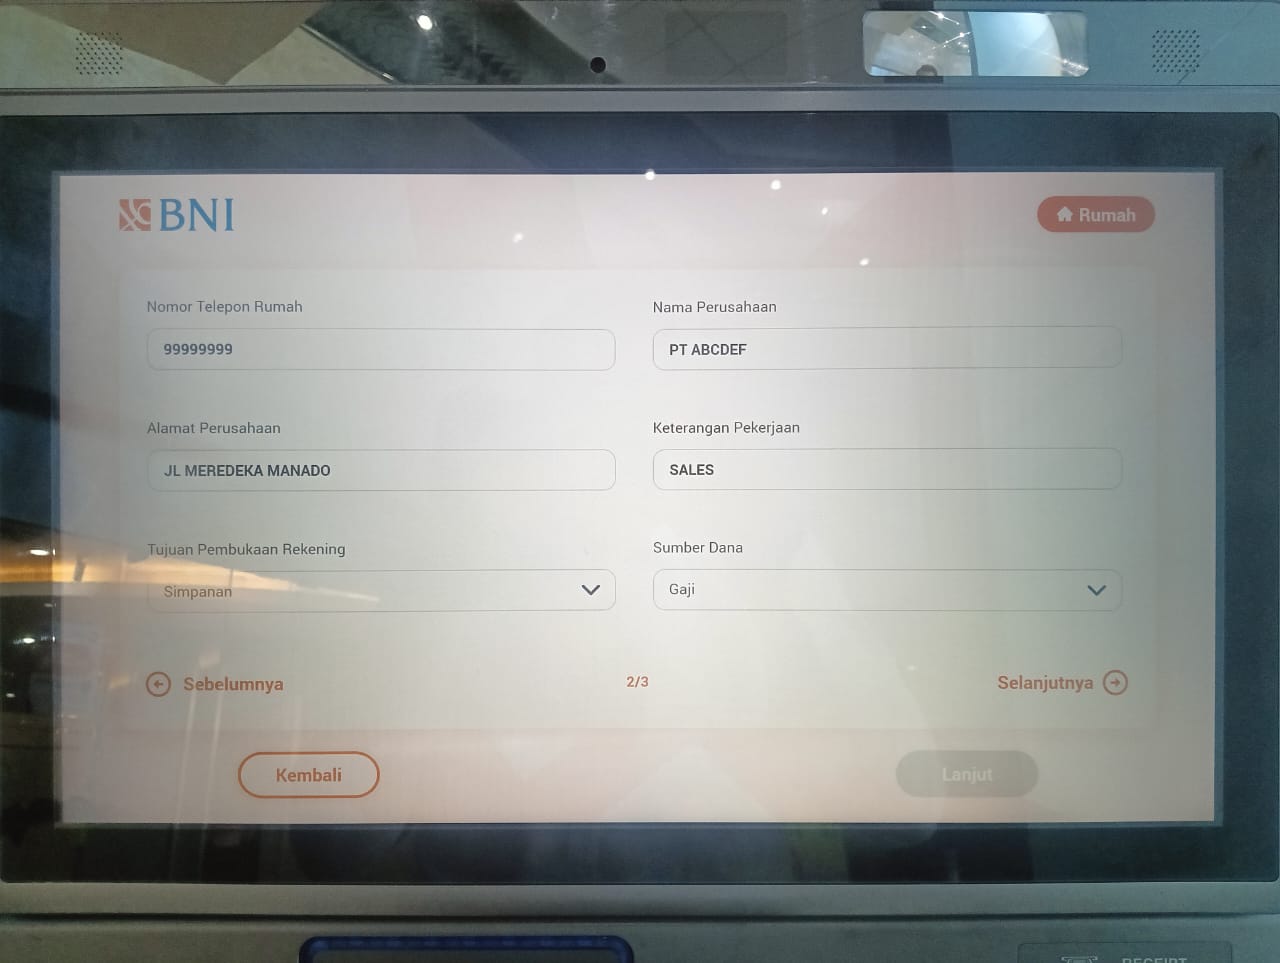 BNI
Rumah
Nomor Telepon Rumah
Nama Perusahaan
99999999
PT ABCDEF
Alamat Perusahaan
Keterangan Pekerjaan
JL MEREDEKA MANADO
SALES
Tujuan Pembukaan Rekening
Sumber Dana
Simpanan
Gaji
Sebelumnya
2/3
Selanjutnya
Kembali
Lanjut
RECEIPT